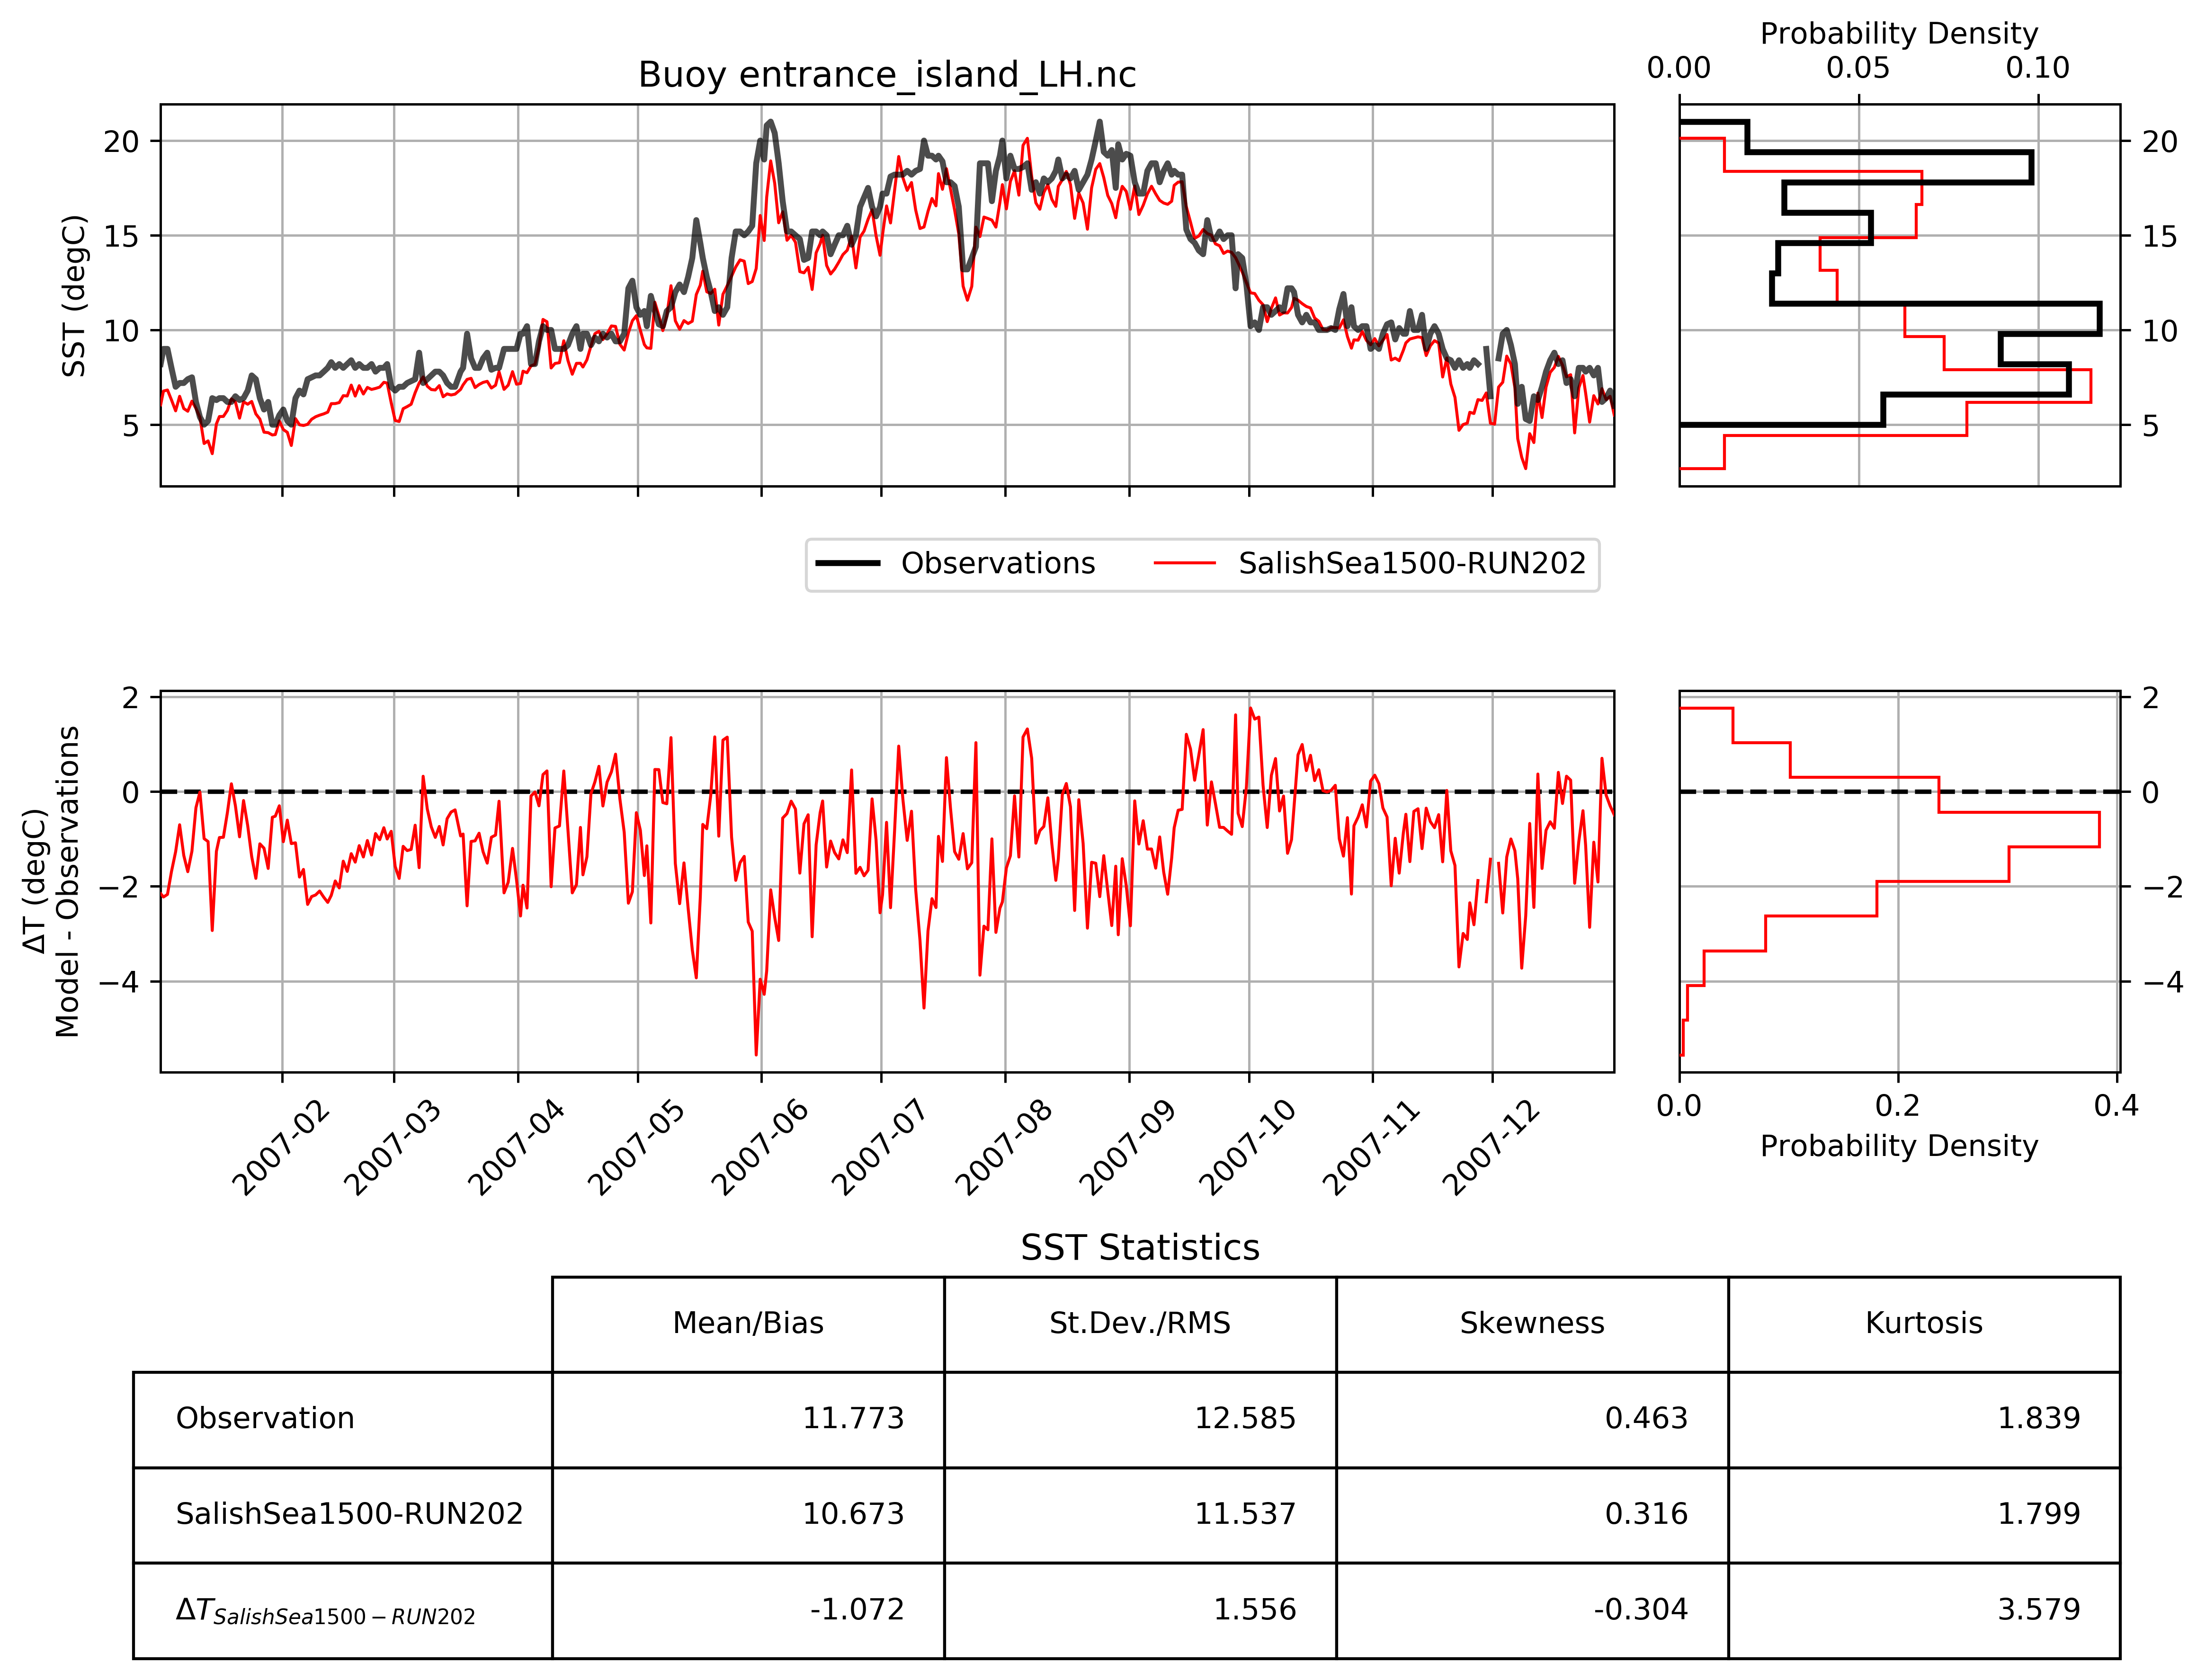 Probability Density
0.00 0.05 0.10
Buoy entrance_island_LH.nc
SST (degC)
20
15
10
5
20
15
10
5
Observations SalishSea1500-RUN202
ΔT (degC)
Model - Observations
2
0
−2
−4
2
0
−2
−4
2007-02 2007-03 2007-04 2007-05 2007-06 2007-07 2007-08 2007-09 2007-10 2007-11 2007-12
0.0 0.2 0.4
Probability Density
SST Statistics
Mean/Bias St.Dev./RMS Skewness Kurtosis
Observation 11.773 12.585 0.463 1.839
SalishSea1500-RUN202 10.673 11.537 0.316 1.799
ΔT SalishSea1500−RUN202 -1.072 1.556 -0.304 3.579